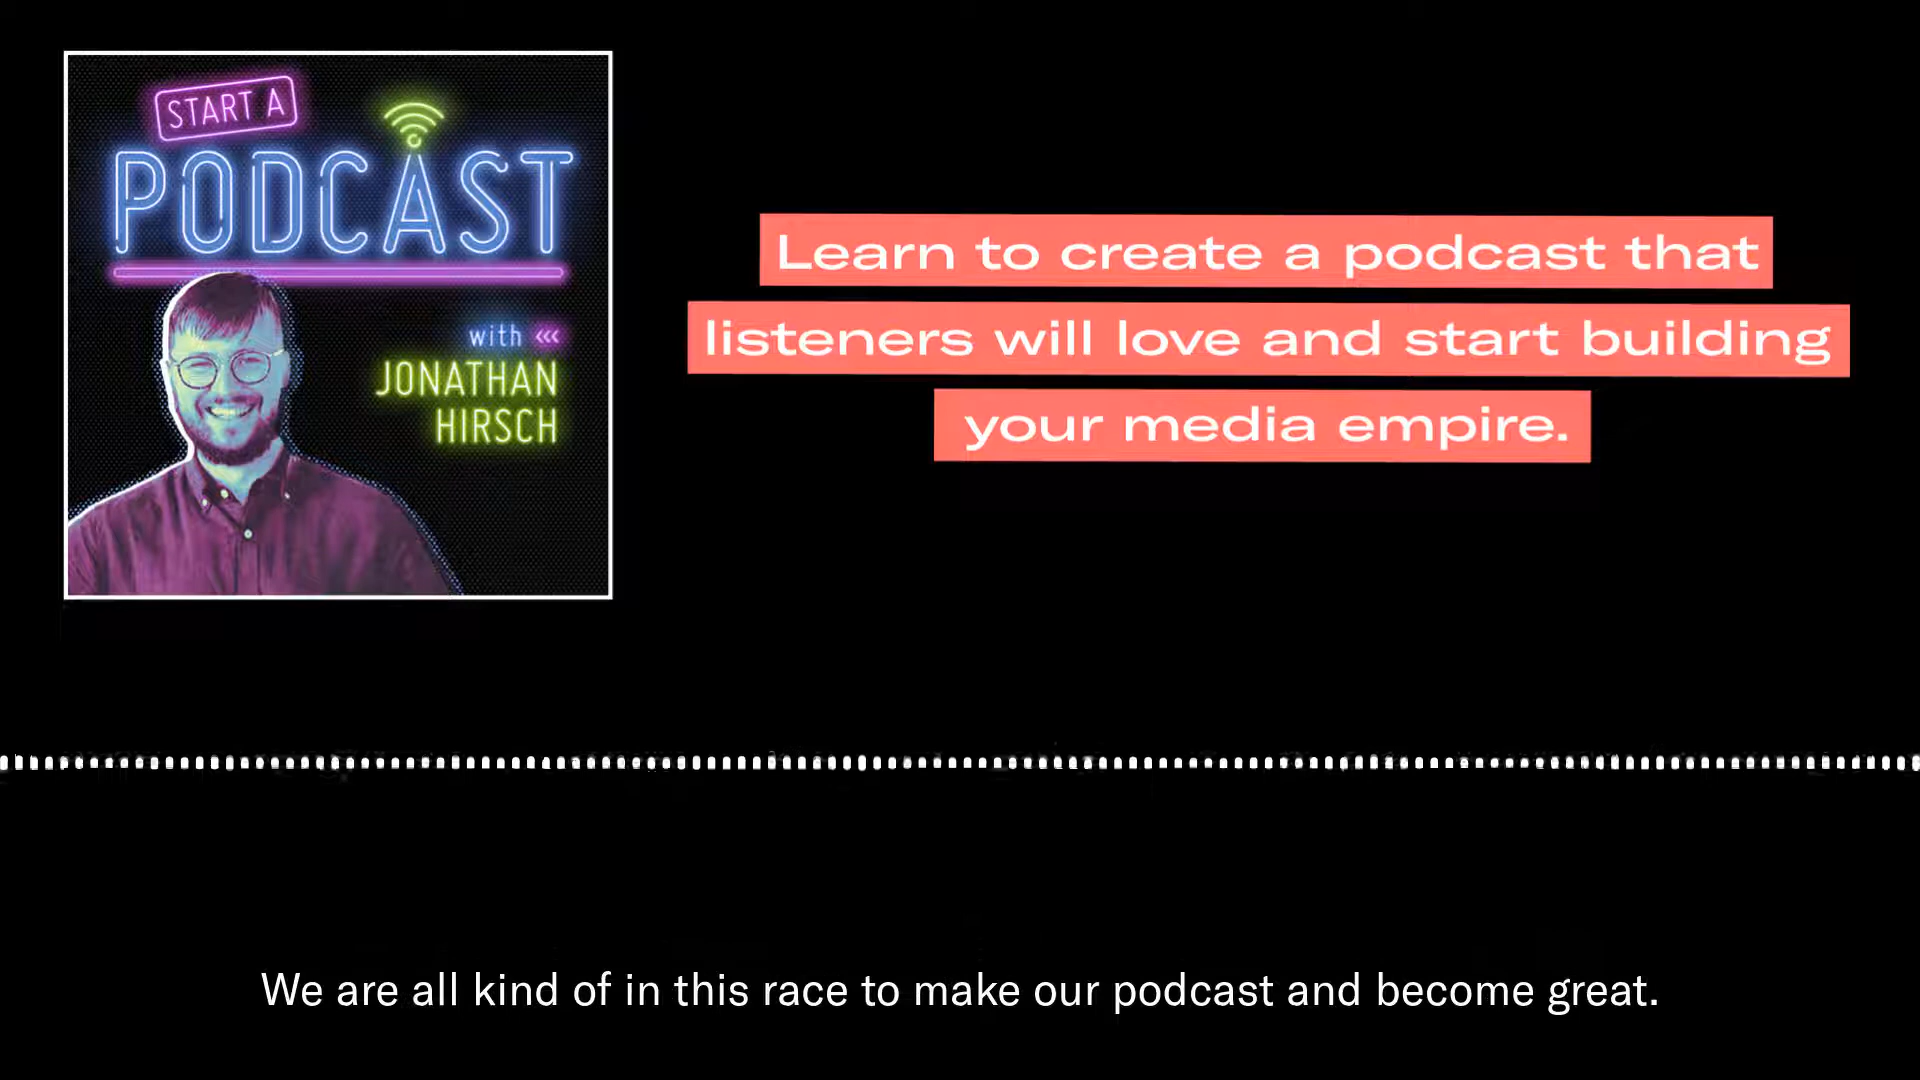 START A
PODCAST
with
JONATHAN
HIRSCH
Learn to create a podcast that
listeners will love and start building
your media empire.
We are all kind of in this race to make our podcast and become great.